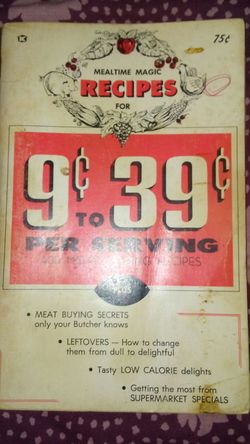 K
75¢
MEALTIME MAGIC
RECIPES
FOR
9¢
TO 39¢
PER SERVING
RECIPES
• MEAT BUYING SECRETS
only your Butcher knows
• LEFTOVERS — How to change
them from dull to delightful
• Tasty LOW CALORIE delights
• Getting the most from
SUPERMARKET SPECIALS